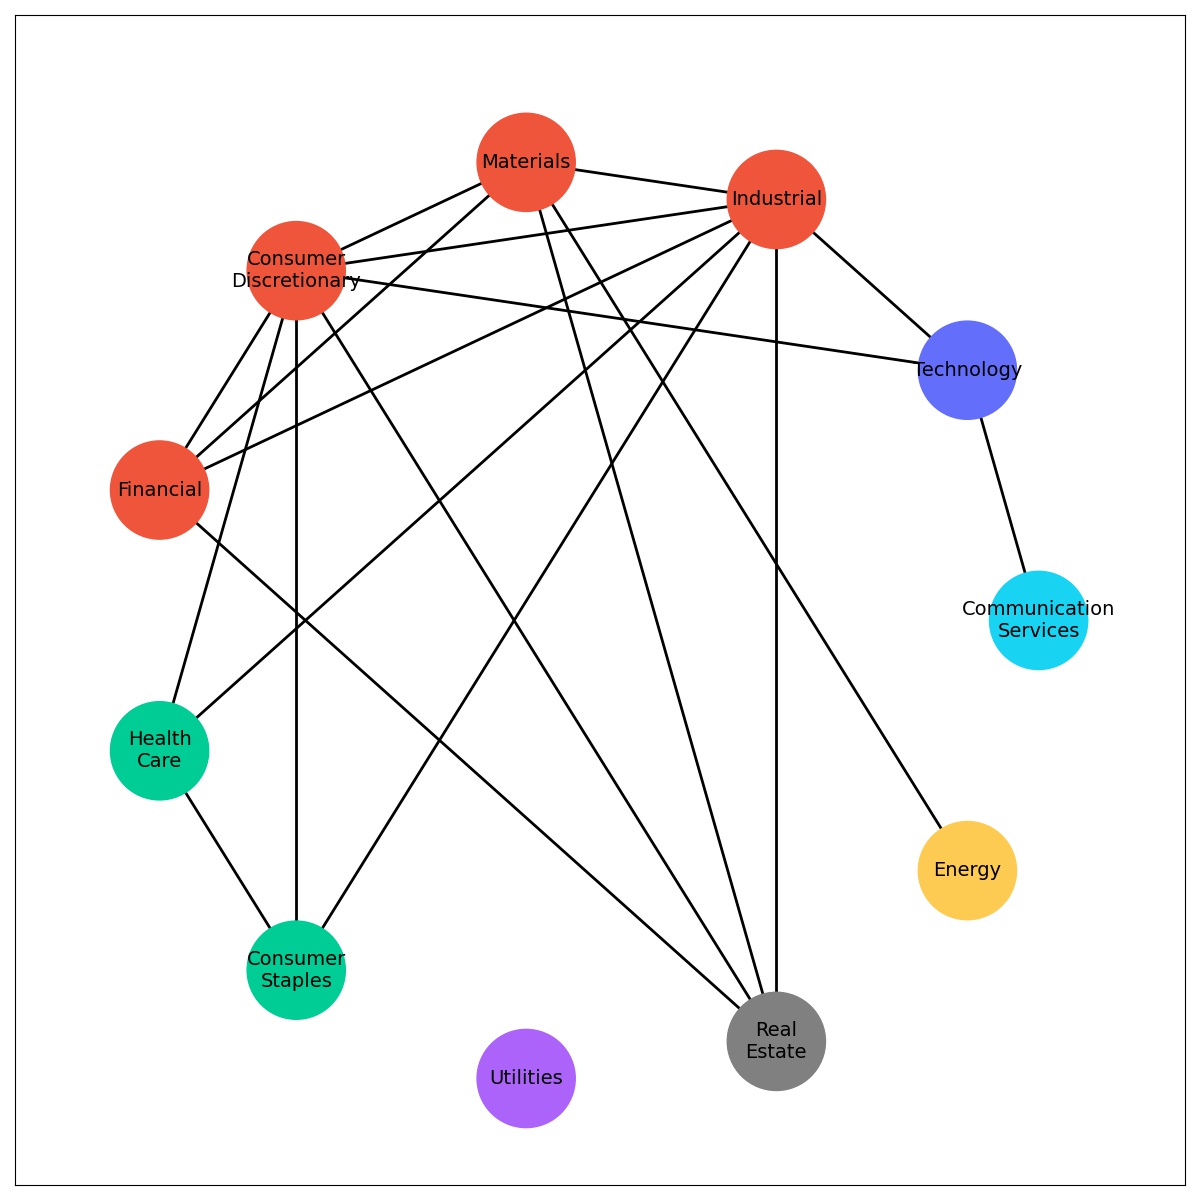 Materials
Industrial
Consumer
Discretionary
Technology
Financial
Communication
Services
Health
Care
Energy
Consumer
Staples
Real
Estate
Utilities